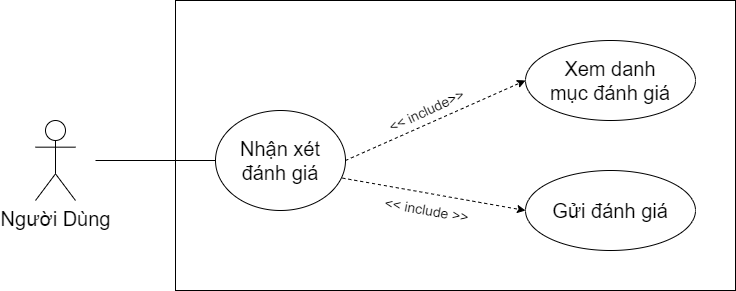 Xem danh
mục đánh giá
<< include>>
Nhận xét
đánh giá
Người Dùng
<< include >>
Gửi đánh giá